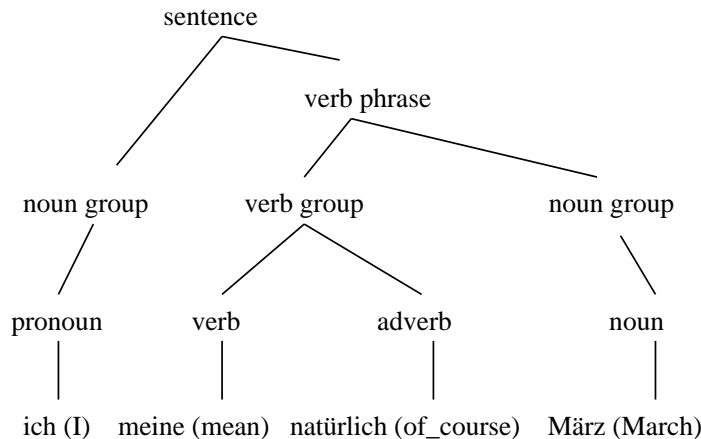 sentence
verb phrase
noun group verb group noun group
pronoun verb adverb noun
ich (I) meine (mean) natürlich (of_course) März (March)